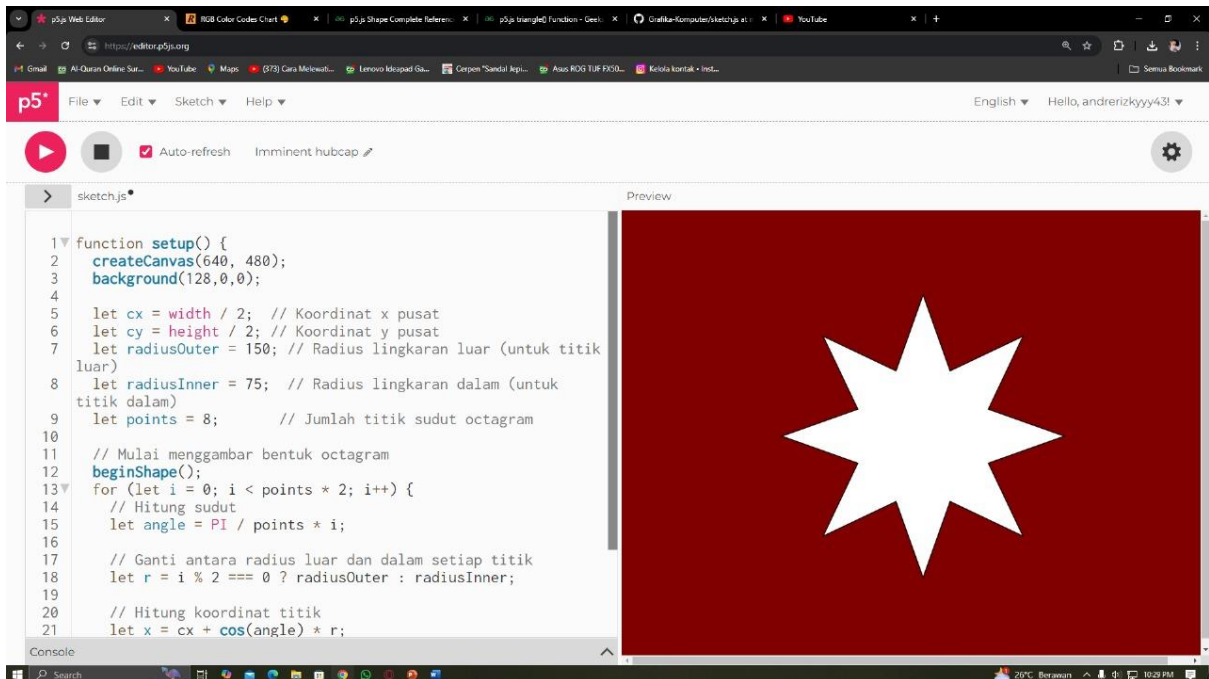 p5.js Web Editor
RGB Color Codes Chart
p5.js Shape Complete Referenc
p5.js triangle() Function - Geek
Grafika-Komputer/sketch.js at
YouTube
https://editor.p5js.org
Gmail
Al-Quran Online Sur...
YouTube
Maps
(373) Cara Melewati...
Lenovo Ideapad Ga...
Cerpen "Sandal Jepi...
Asus ROG TUF FX50...
Kelola kontak • Inst...
Semua Bookmark
p5*
File
Edit
Sketch
Help
English
Hello, andrerizkyyy43!
Auto-refresh
Imminent hubcap
sketch.js
Preview
1 function setup() {
2 createCanvas(640, 480);
3 background(128,0,0);
4
5 let cx = width / 2; // Koordinat x pusat
6 let cy = height / 2; // Koordinat y pusat
7 let radiusOuter = 150; // Radius lingkaran luar (untuk titik
luar)
8 let radiusInner = 75; // Radius lingkaran dalam (untuk
titik dalam)
9 let points = 8; // Jumlah titik sudut octagram
10
11 // Mulai menggambar bentuk octagram
12 beginShape();
13 for (let i = 0; i < points * 2; i++) {
14 // Hitung sudut
15 let angle = PI / points * i;
16
17 // Ganti antara radius luar dan dalam setiap titik
18 let r = i % 2 === 0 ? radiusOuter : radiusInner;
19
20 // Hitung koordinat titik
21 let x = cx + cos(angle) * r;
Console
Search
26°C Berawan
10:29 PM